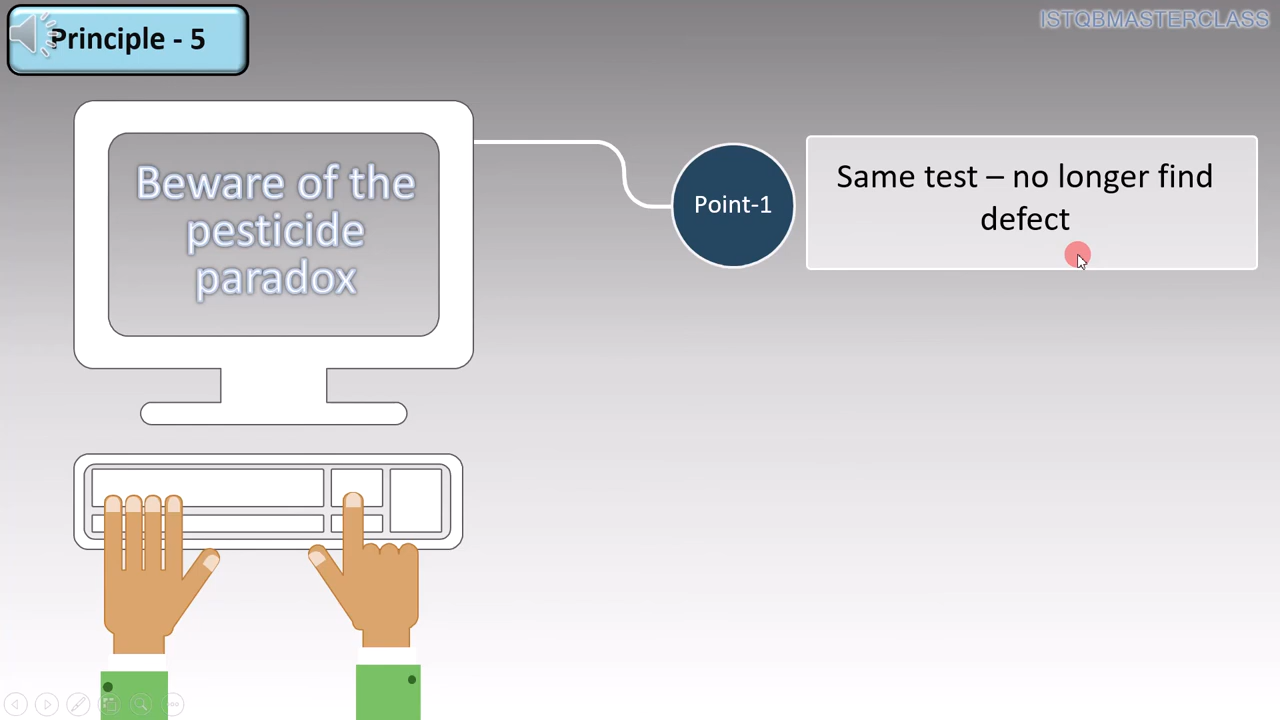 Principle - 5
ISTQBMASTERCLASS
Beware of the
pesticide
paradox
Point-1
Same test – no longer find
defect